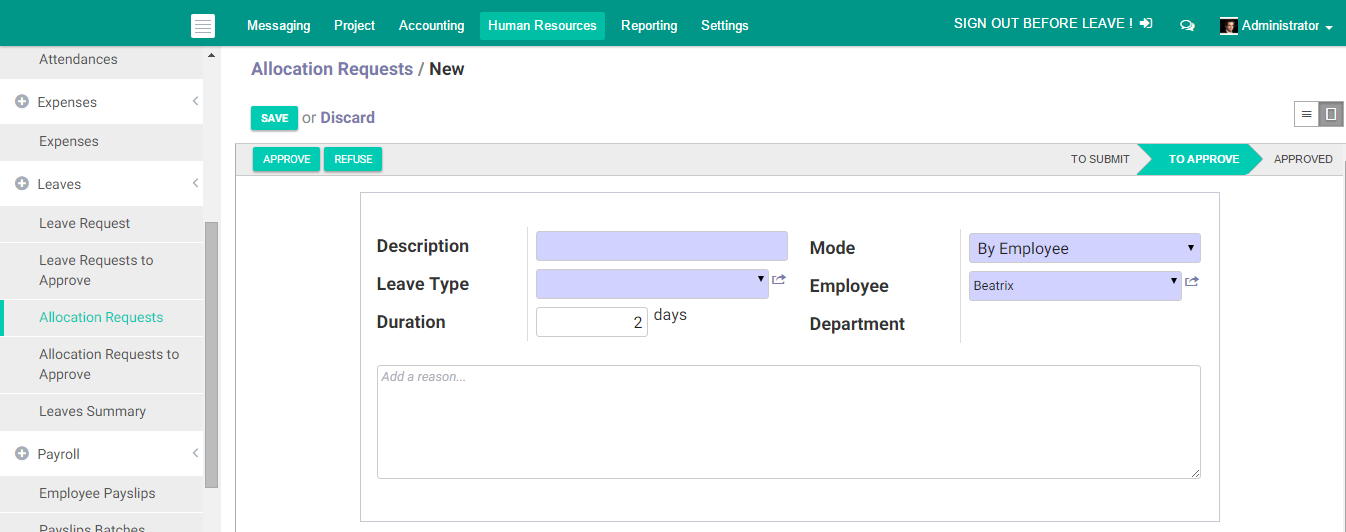 Messaging Project Accounting Human Resources Reporting Settings SIGN OUT BEFORE LEAVE ! Administrator
Attendances
Expenses
Expenses
Leaves
Leave Request
Leave Requests to
Approve
Allocation Requests
Allocation Requests to
Approve
Leaves Summary
Payroll
Employee Payslips
Payslips Batches
Allocation Requests / New
SAVE or Discard
APPROVE REFUSE TO SUBMIT TO APPROVE APPROVED
Description
Leave Type
Duration 2 days
Mode By Employee
Employee Beatrix
Department
Add a reason...